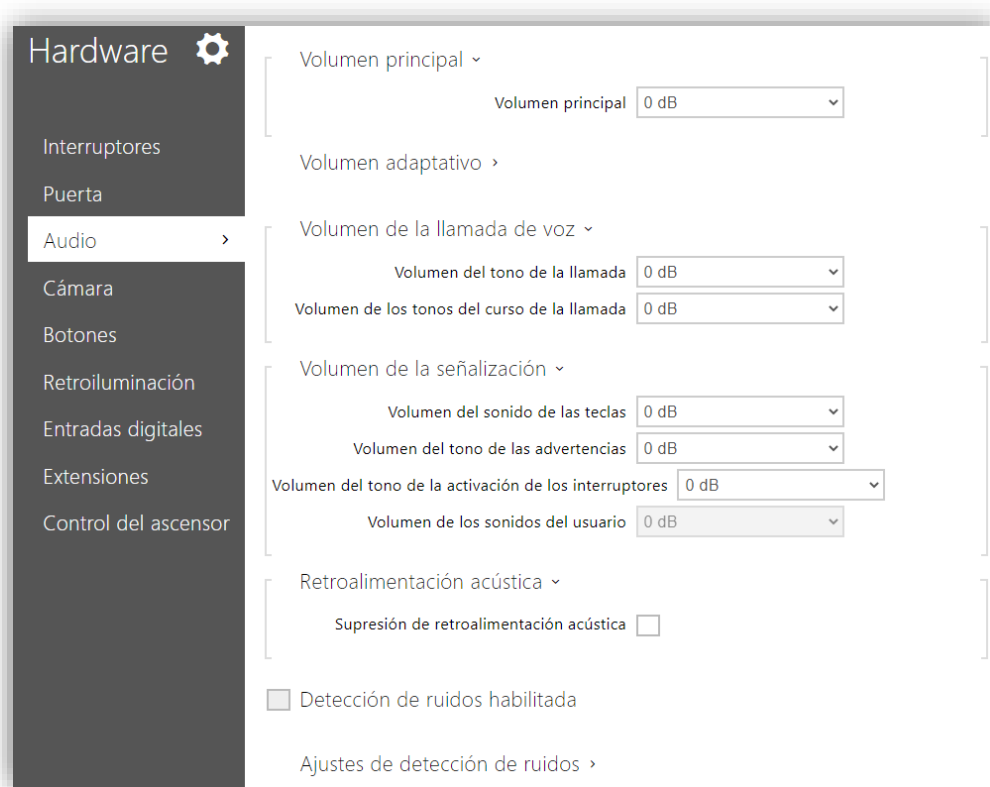 Hardware
Interruptores
Puerta
Audio
Cámara
Botones
Retroiluminación
Entradas digitales
Extensiones
Control del ascensor
Volumen principal
Volumen principal 0 dB
Volumen adaptativo
Volumen de la llamada de voz
Volumen del tono de la llamada 0 dB
Volumen de los tonos del curso de la llamada 0 dB
Volumen de la señalización
Volumen del sonido de las teclas 0 dB
Volumen del tono de las advertencias 0 dB
Volumen del tono de la activación de los interruptores 0 dB
Volumen de los sonidos del usuario 0 dB
Retroalimentación acústica
Supresión de retroalimentación acústica
Detección de ruidos habilitada
Ajustes de detección de ruidos